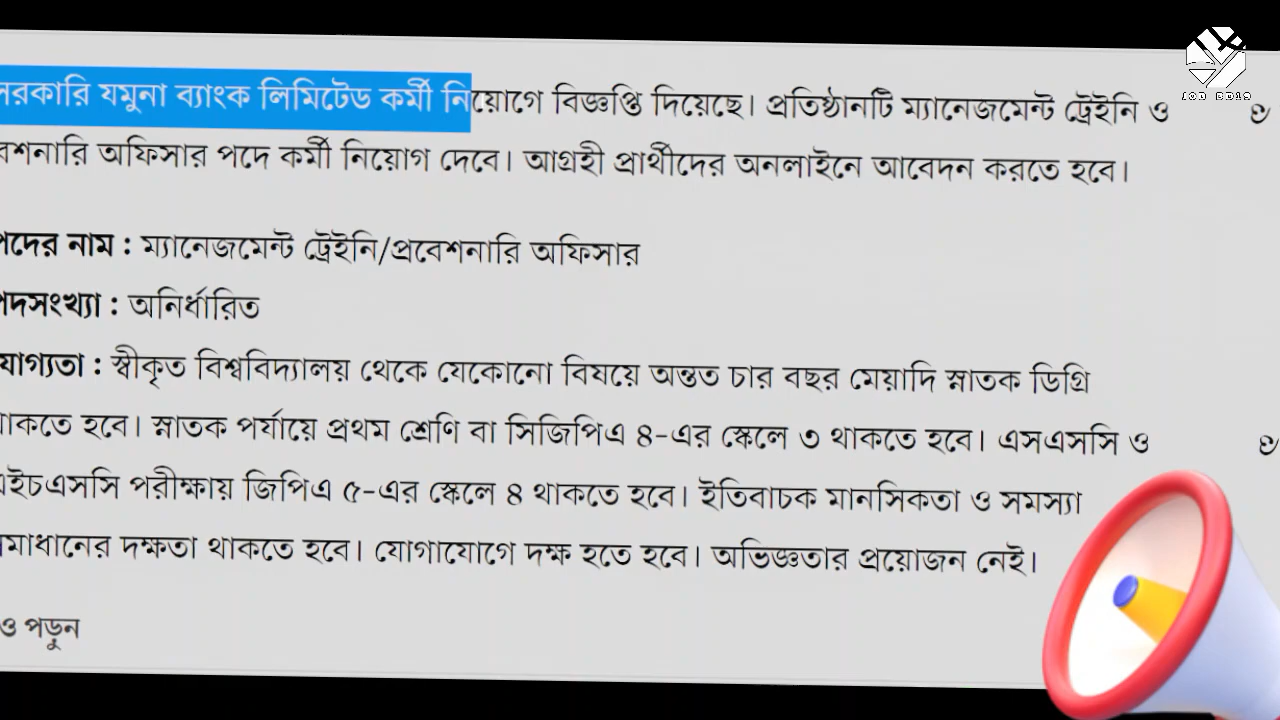 সরকারি যমুনা ব্যাংক লিমিটেড কর্মী নিয়োগে বিজ্ঞপ্তি দিয়েছে। প্রতিষ্ঠানটি ম্যানেজমেন্ট ট্রেইনি ও
বেশনারি অফিসার পদে কর্মী নিয়োগ দেবে। আগ্রহী প্রার্থীদের অনলাইনে আবেদন করতে হবে।
পদের নাম : ম্যানেজমেন্ট ট্রেইনি/প্রবেশনারি অফিসার
পদসংখ্যা : অনির্ধারিত
যোগ্যতা : স্বীকৃত বিশ্ববিদ্যালয় থেকে যেকোনো বিষয়ে অন্তত চার বছর মেয়াদি স্নাতক ডিগ্রি
থাকতে হবে। স্নাতক পর্যায়ে প্রথম শ্রেণি বা সিজিপিএ ৪-এর স্কেলে ৩ থাকতে হবে। এসএসসি ও
এইচএসসি পরীক্ষায় জিপিএ ৫-এর স্কেলে ৪ থাকতে হবে। ইতিবাচক মানসিকতা ও সমস্যা
সমাধানের দক্ষতা থাকতে হবে। যোগাযোগে দক্ষ হতে হবে। অভিজ্ঞতার প্রয়োজন নেই।
ও পড়ুন